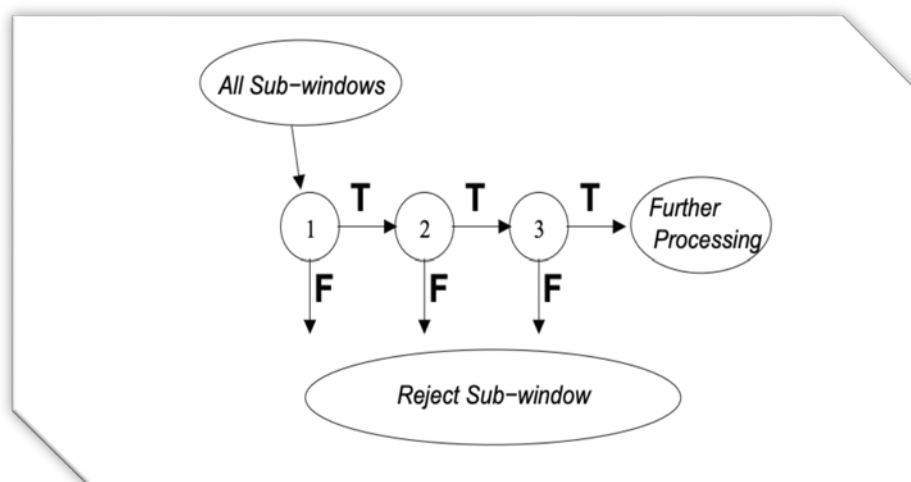 All Sub−windows
T
T
T
1
2
3
Further
Processing
F
F
F
Reject Sub−window